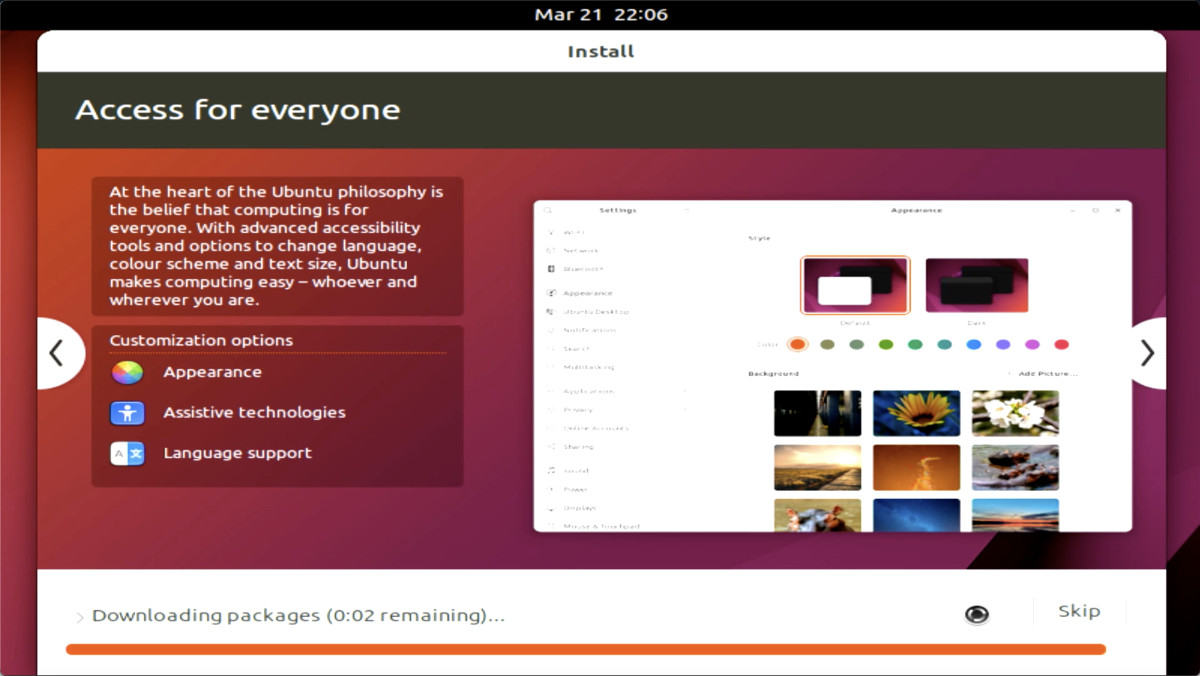 Mar 21 22:06
Install
Access for everyone
At the heart of the Ubuntu philosophy is
the belief that computing is for
everyone. With advanced accessibility
tools and options to change language,
colour scheme and text size, Ubuntu
makes computing easy – whoever and
wherever you are.
Customization options
Appearance
Assistive technologies
Language support
Settings
Appearance
Wi-Fi
Network
Bluetooth
Appearance
Ubuntu Desktop
Notifications
Search
Multitasking
Applications
Privacy
Online Accounts
Sharing
Sound
Power
Displays
Mouse & Touchpad
Style
Default
Dark
Color
Background
Add Picture...
Downloading packages (0:02 remaining)...
Skip